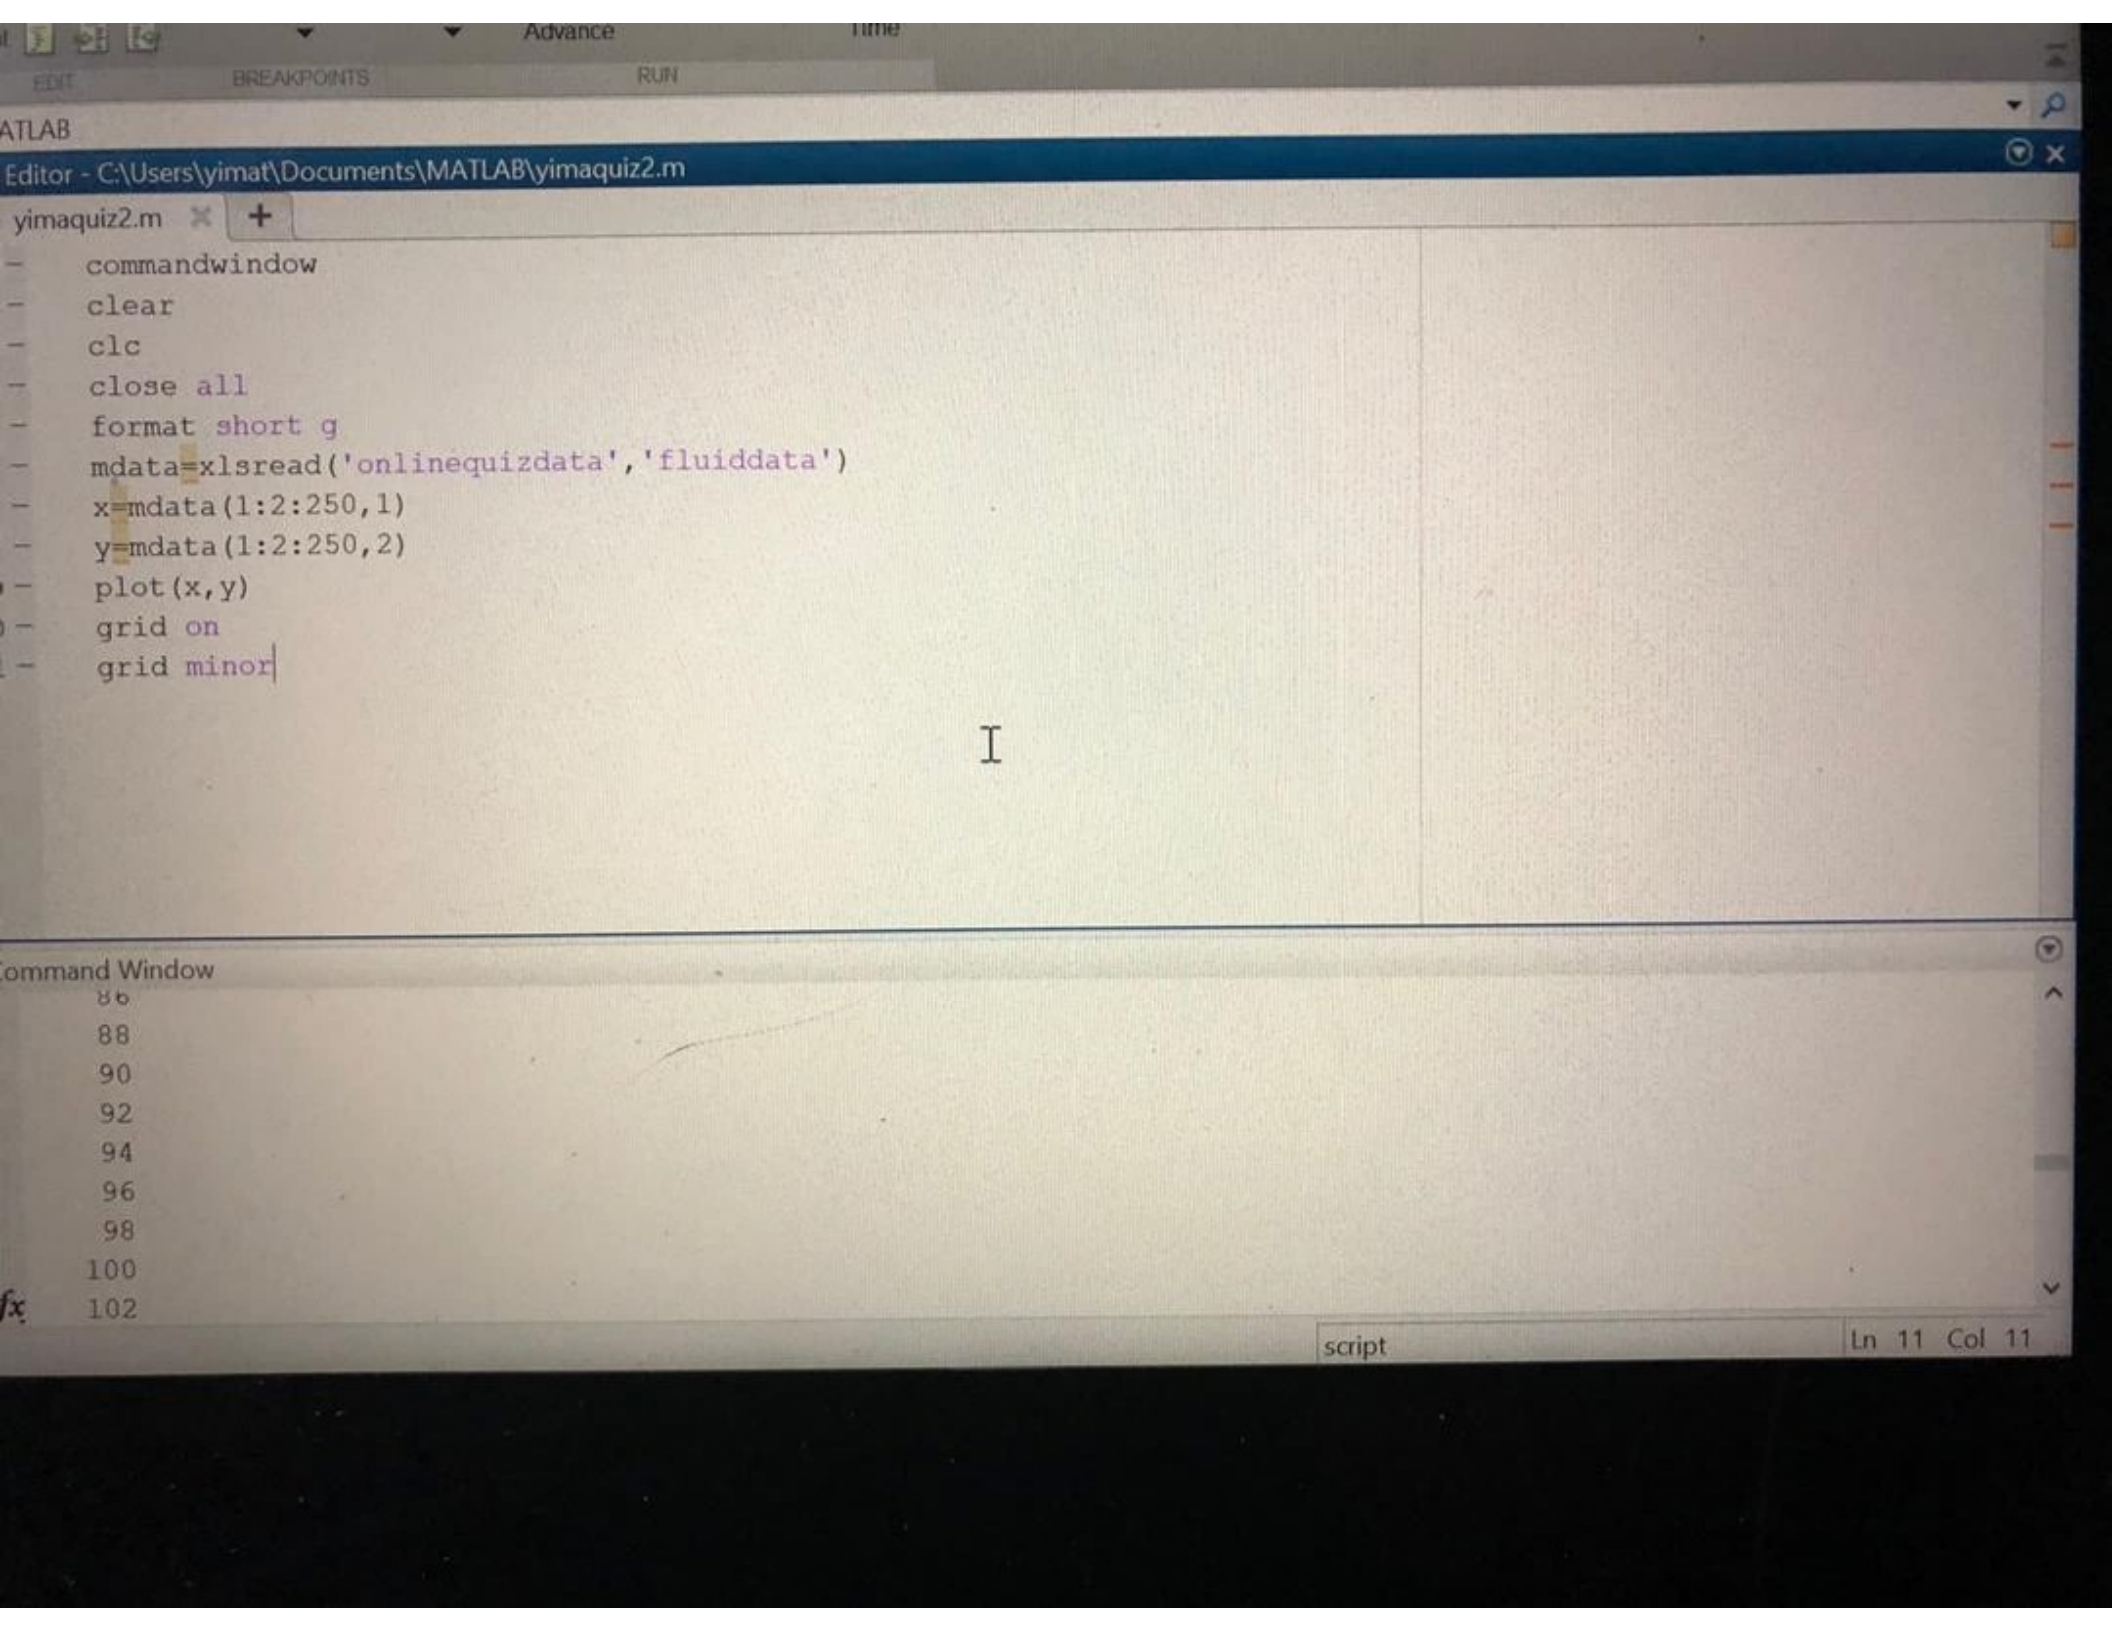 Advance Time
EDIT BREAKPOINTS RUN
ATLAB
Editor - C:\Users\yimat\Documents\MATLAB\yimaquiz2.m
yimaquiz2.m
commandwindow
clear
clc
close all
format short g
mdata=xlsread('onlinequizdata','fluiddata')
x=mdata(1:2:250,1)
y=mdata(1:2:250,2)
plot(x,y)
grid on
grid minor
ommand Window
86
88
90
92
94
96
98
100
fx 102
script Ln 11 Col 11